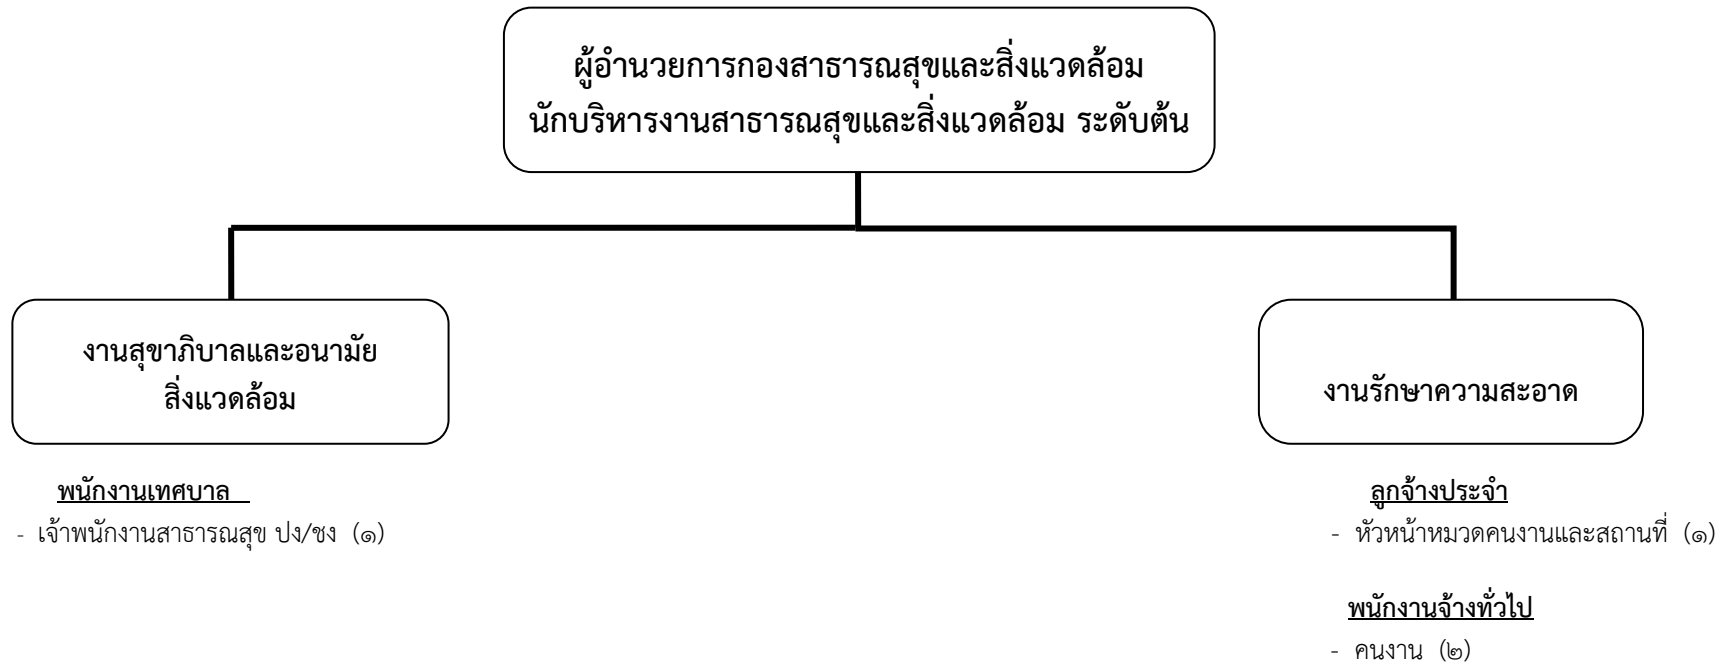 ผู้อำนวยการกองสาธารณสุขและสิ่งแวดล้อม
นักบริหารงานสาธารณสุขและสิ่งแวดล้อม ระดับต้น
งานสุขาภิบาลและอนามัย
สิ่งแวดล้อม
พนักงานเทศบาล
- เจ้าพนักงานสาธารณสุข ปง/ชง (๑)
งานรักษาความสะอาด
ลูกจ้างประจำ
- หัวหน้าหมวดคนงานและสถานที่ (๑)
พนักงานจ้างทั่วไป
- คนงาน (๒)